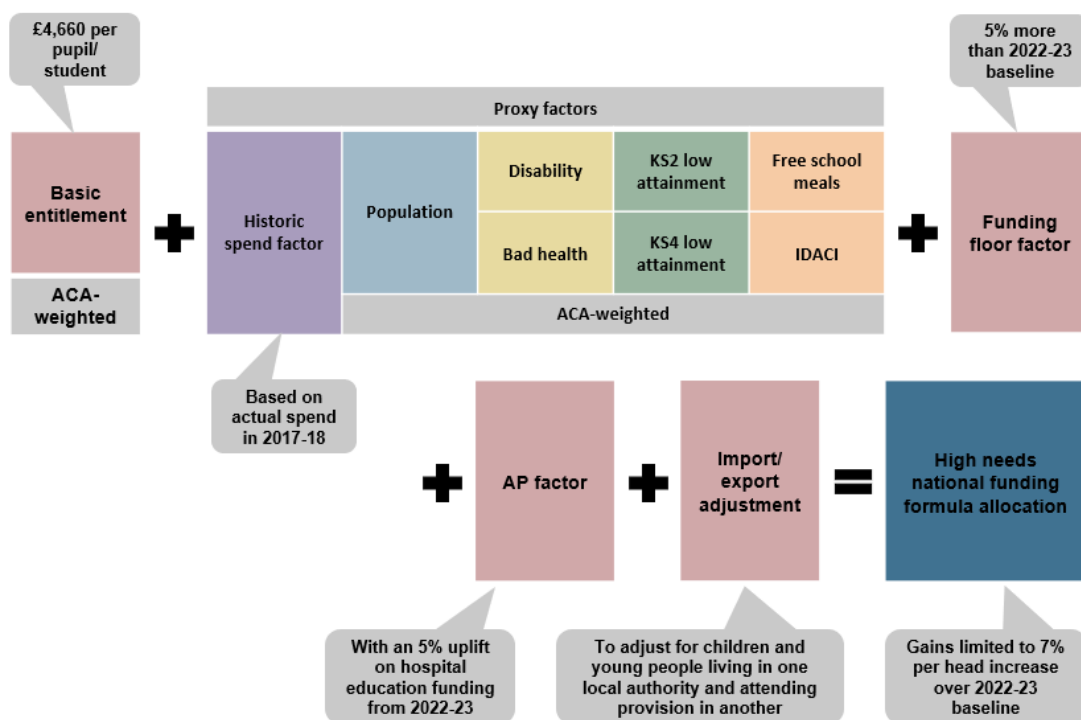 £4,660 per
pupil/
student
5% more
than 2022-23
baseline
Proxy factors
Basic
entitlement
ACA-
weighted
Historic
spend factor
Population
Disability
Bad health
KS2 low
attainment
KS4 low
attainment
Free school
meals
IDACI
ACA-weighted
Funding
floor factor
Based on
actual spend
in 2017-18
AP factor
Import/
export
adjustment
High needs
national funding
formula allocation
With an 5% uplift
on hospital
education funding
from 2022-23
To adjust for children and
young people living in one
local authority and attending
provision in another
Gains limited to 7%
per head increase
over 2022-23
baseline